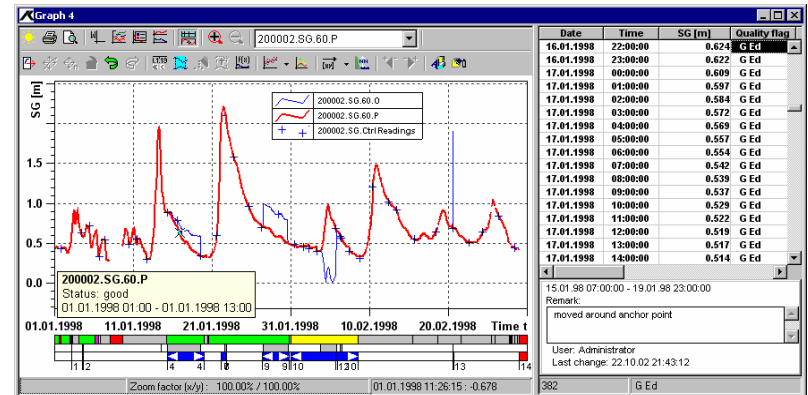 Graph 4
200002.SG.60.P
SG [m]
1.5
1.0
0.5
0.0
200002.SG.60.O
200002.SG.60.P
200002.SG.Ctrl Readings
200002.SG.60.P
Status: good
01.01.1998 01:00 - 01.01.1998 13:00
01.01.1998 11.01.1998 21.01.1998 31.01.1998 10.02.1998 20.02.1998 Time t
1 2 4 4 9 9 10 13 14
Zoom factor (x/y): 100.00% / 100.00% 01.01.1998 11:26:15 : -0.678
Date Time SG [m] Quality flag
16.01.1998 22:00:00 0.624 G Ed
16.01.1998 23:00:00 0.622 G Ed
17.01.1998 00:00:00 0.609 G Ed
17.01.1998 01:00:00 0.597 G Ed
17.01.1998 02:00:00 0.584 G Ed
17.01.1998 03:00:00 0.572 G Ed
17.01.1998 04:00:00 0.569 G Ed
17.01.1998 05:00:00 0.557 G Ed
17.01.1998 06:00:00 0.554 G Ed
17.01.1998 07:00:00 0.542 G Ed
17.01.1998 08:00:00 0.539 G Ed
17.01.1998 09:00:00 0.537 G Ed
17.01.1998 10:00:00 0.529 G Ed
17.01.1998 11:00:00 0.522 G Ed
17.01.1998 12:00:00 0.519 G Ed
17.01.1998 13:00:00 0.517 G Ed
17.01.1998 14:00:00 0.514 G Ed
15.01.98 07:00:00 - 19.01.98 23:00:00
Remark:
moved around anchor point
User: Administrator
Last change: 22.10.02 21:43:12
382 G Ed